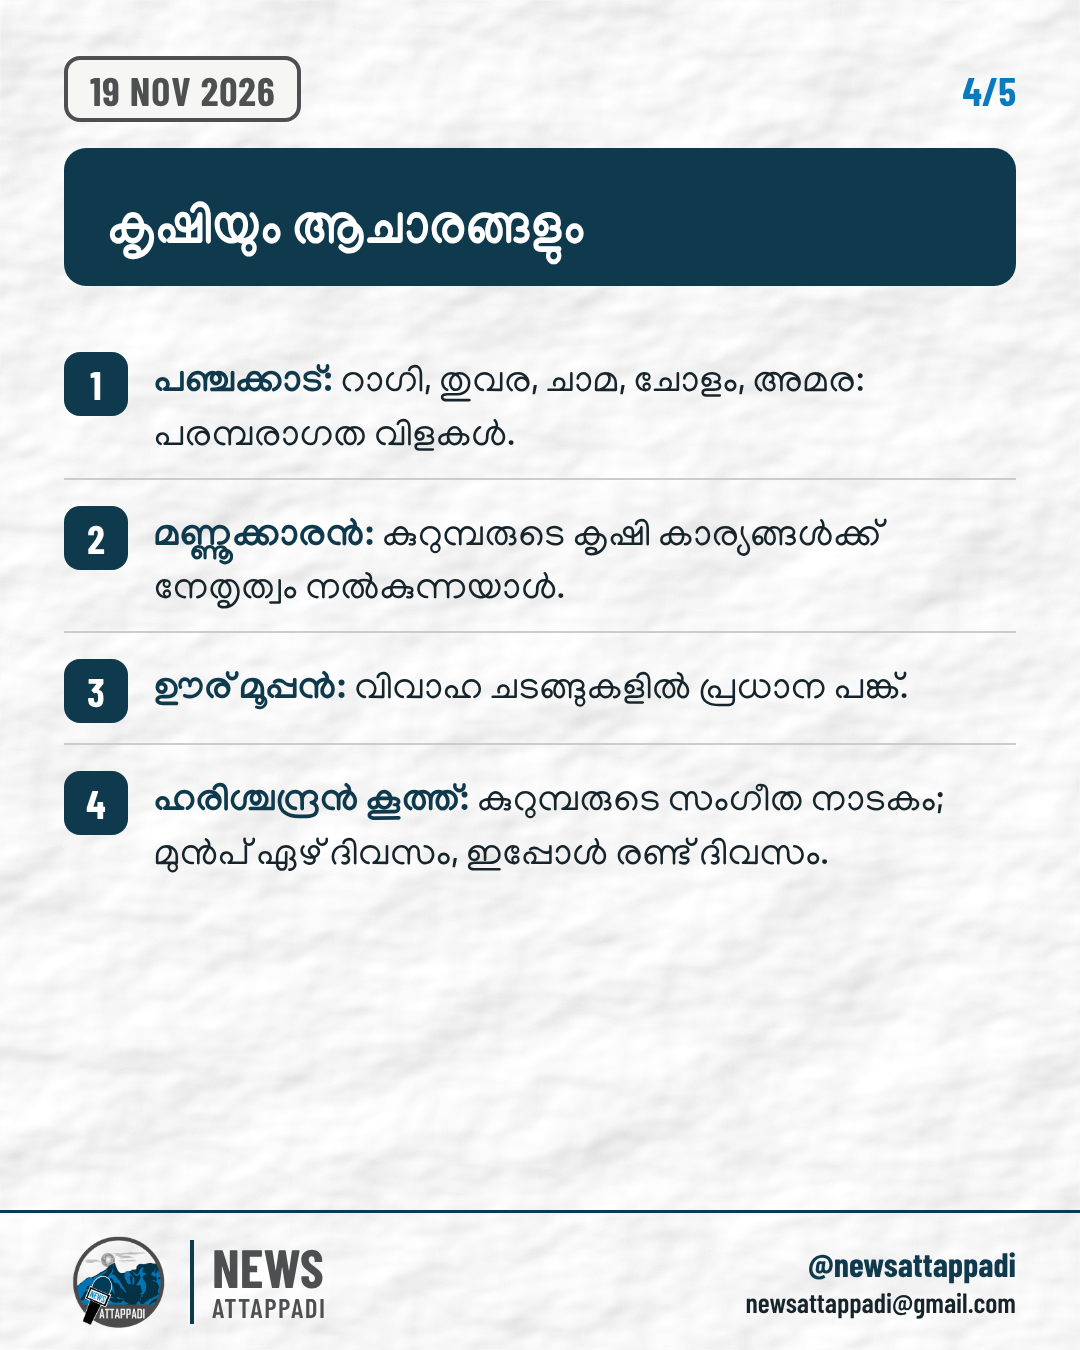 19 NOV 2026
4/5
കൃഷിയും ആചാരങ്ങളും
1
പഞ്ചക്കാട്: റാഗി, തുവര, ചാമ, ചോളം, അമര:
പരമ്പരാഗത വിളകൾ.
2
മണ്ണൂക്കാരൻ: കുറുമ്പരുടെ കൃഷി കാര്യങ്ങൾക്ക്
നേതൃത്വം നൽകുന്നയാൾ.
3
ഊര് മൂപ്പൻ: വിവാഹ ചടങ്ങുകളിൽ പ്രധാന പങ്ക്.
4
ഹരിശ്ചന്ദ്രൻ കൂത്ത്: കുറുമ്പരുടെ സംഗീത നാടകം;
മുൻപ് ഏഴ് ദിവസം, ഇപ്പോൾ രണ്ട് ദിവസം.
NEWS
ATTAPPADI
NEWS
ATTAPPADI
@newsattappadi
newsattappadi@gmail.com